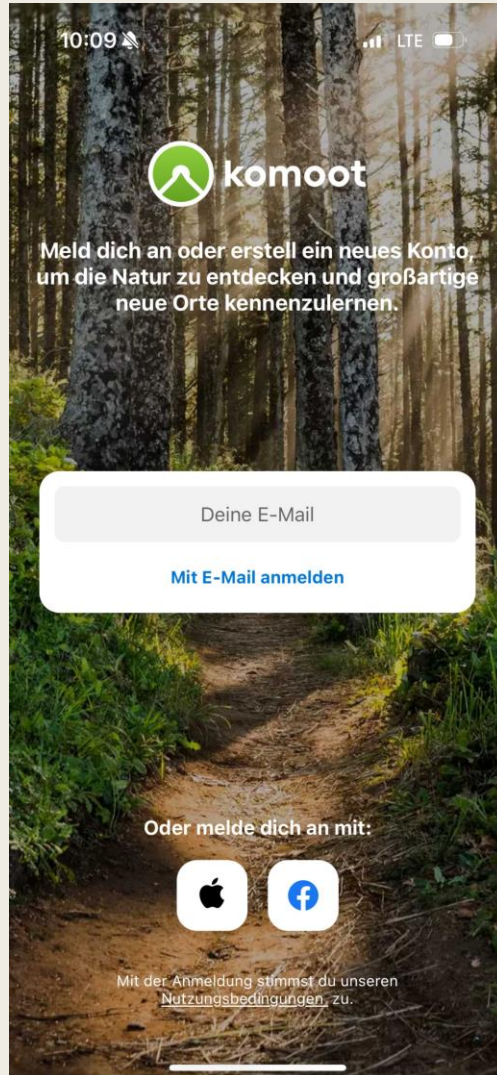 10:09
LTE
komoot
Meld dich an oder erstell ein neues Konto,
um die Natur zu entdecken und großartige
neue Orte kennenzulernen.
Deine E-Mail
Mit E-Mail anmelden
Oder melde dich an mit:
Mit der Anmeldung stimmst du unseren
Nutzungsbedingungen, zu.